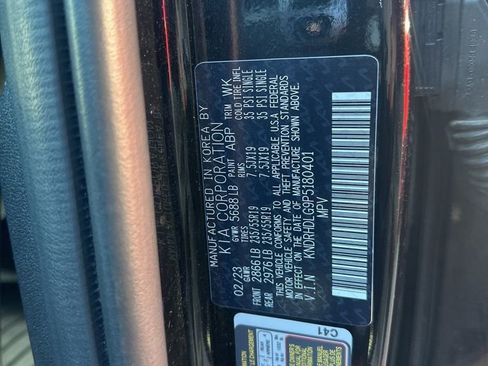 MANUFACTURED IN KOREA BY
KIA CORPORATION
02/23 GVWR 5688LB PAINT ABP TRIM WK
GAWR TIRES RIMS COLD TIRE INFL
FRONT 2866LB 235/55R19 7.5JX19 35 PSI SINGLE
REAR 2976LB 235/55R19 7.5JX19 35 PSI SINGLE
THIS VEHICLE CONFORMS TO ALL APPLICABLE U.S.A FEDERAL
MOTOR VEHICLE SAFETY AND THEFT PREVENTION STANDARDS
IN EFFECT ON THE DATE OF MANUFACTURE SHOWN ABOVE.
V.I.N KNDRHDLG9P5180401
MPV
C41